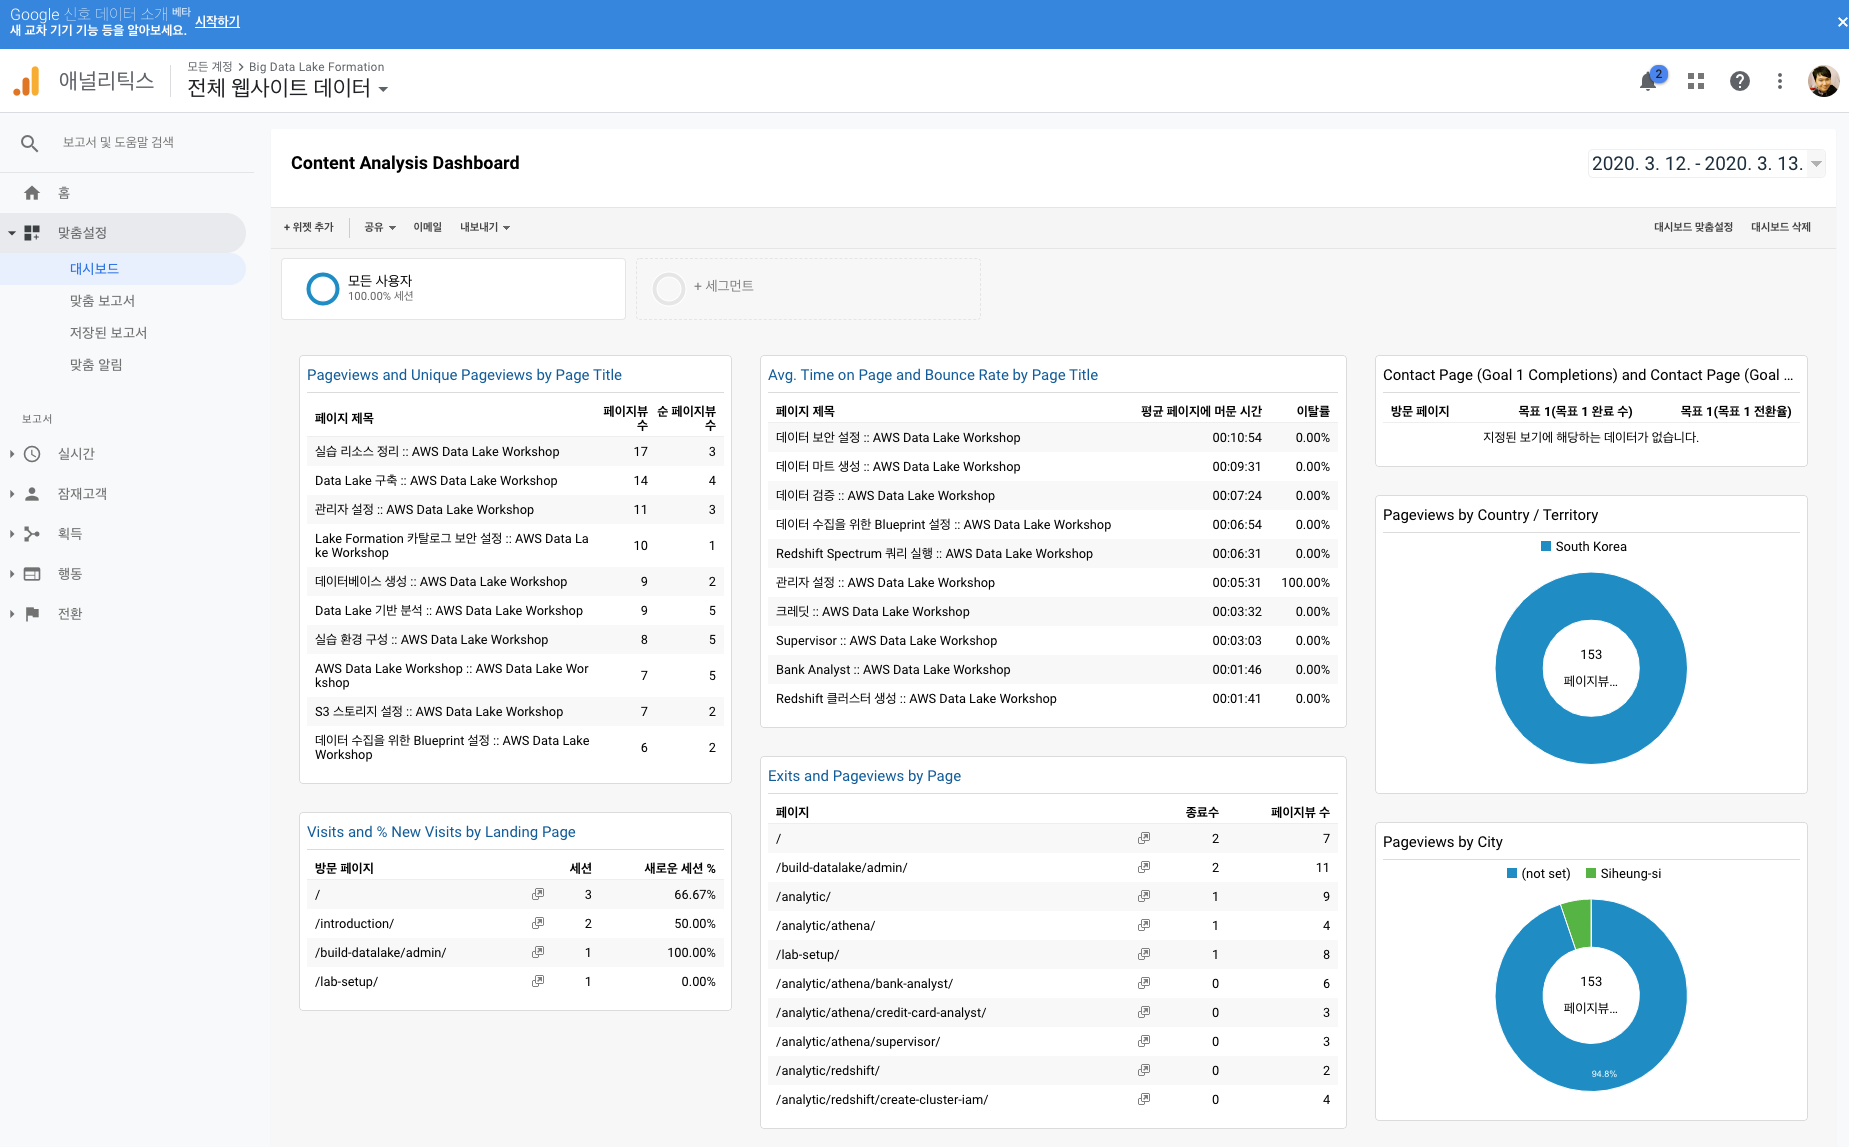 Google 신호 데이터 소개 베타
새 교차 기기 기능 등을 알아보세요. 시작하기
애널리틱스
모든 계정 > Big Data Lake Formation
전체 웹사이트 데이터
2
보고서 및 도움말 검색
홈
맞춤설정
대시보드
맞춤 보고서
저장된 보고서
맞춤 알림
보고서
실시간
잠재고객
획득
행동
전환
Content Analysis Dashboard
2020. 3. 12. - 2020. 3. 13.
+ 위젯 추가 공유 이메일 내보내기
대시보드 맞춤설정 대시보드 삭제
모든 사용자
100.00% 세션
+ 세그먼트
Pageviews and Unique Pageviews by Page Title
페이지 제목 페이지뷰 수 순 페이지뷰 수
실습 리소스 정리 :: AWS Data Lake Workshop 17 3
Data Lake 구축 :: AWS Data Lake Workshop 14 4
관리자 설정 :: AWS Data Lake Workshop 11 3
Lake Formation 카탈로그 보안 설정 :: AWS Data La
ke Workshop 10 1
데이터베이스 생성 :: AWS Data Lake Workshop 9 2
Data Lake 기반 분석 :: AWS Data Lake Workshop 9 5
실습 환경 구성 :: AWS Data Lake Workshop 8 5
AWS Data Lake Workshop :: AWS Data Lake Wor
kshop 7 5
S3 스토리지 설정 :: AWS Data Lake Workshop 7 2
데이터 수집을 위한 Blueprint 설정 :: AWS Data Lake
Workshop 6 2
Visits and % New Visits by Landing Page
방문 페이지 세션 새로운 세션 %
/ 3 66.67%
/introduction/ 2 50.00%
/build-datalake/admin/ 1 100.00%
/lab-setup/ 1 0.00%
Avg. Time on Page and Bounce Rate by Page Title
페이지 제목 평균 페이지에 머문 시간 이탈률
데이터 보안 설정 :: AWS Data Lake Workshop 00:10:54 0.00%
데이터 마트 생성 :: AWS Data Lake Workshop 00:09:31 0.00%
데이터 검증 :: AWS Data Lake Workshop 00:07:24 0.00%
데이터 수집을 위한 Blueprint 설정 :: AWS Data Lake Workshop 00:06:54 0.00%
Redshift Spectrum 쿼리 실행 :: AWS Data Lake Workshop 00:06:31 0.00%
관리자 설정 :: AWS Data Lake Workshop 00:05:31 100.00%
크레딧 :: AWS Data Lake Workshop 00:03:32 0.00%
Supervisor :: AWS Data Lake Workshop 00:03:03 0.00%
Bank Analyst :: AWS Data Lake Workshop 00:01:46 0.00%
Redshift 클러스터 생성 :: AWS Data Lake Workshop 00:01:41 0.00%
Exits and Pageviews by Page
페이지 종료수 페이지뷰 수
/ 2 7
/build-datalake/admin/ 2 11
/analytic/ 1 9
/analytic/athena/ 1 4
/lab-setup/ 1 8
/analytic/athena/bank-analyst/ 0 6
/analytic/athena/credit-card-analyst/ 0 3
/analytic/athena/supervisor/ 0 3
/analytic/redshift/ 0 2
/analytic/redshift/create-cluster-iam/ 0 4
Contact Page (Goal 1 Completions) and Contact Page (Goal ...
방문 페이지 목표 1(목표 1 완료 수) 목표 1(목표 1 전환율)
지정된 보기에 해당하는 데이터가 없습니다.
Pageviews by Country / Territory
South Korea
153
페이지뷰...
Pageviews by City
(not set) Siheung-si
153
페이지뷰...
94.8%